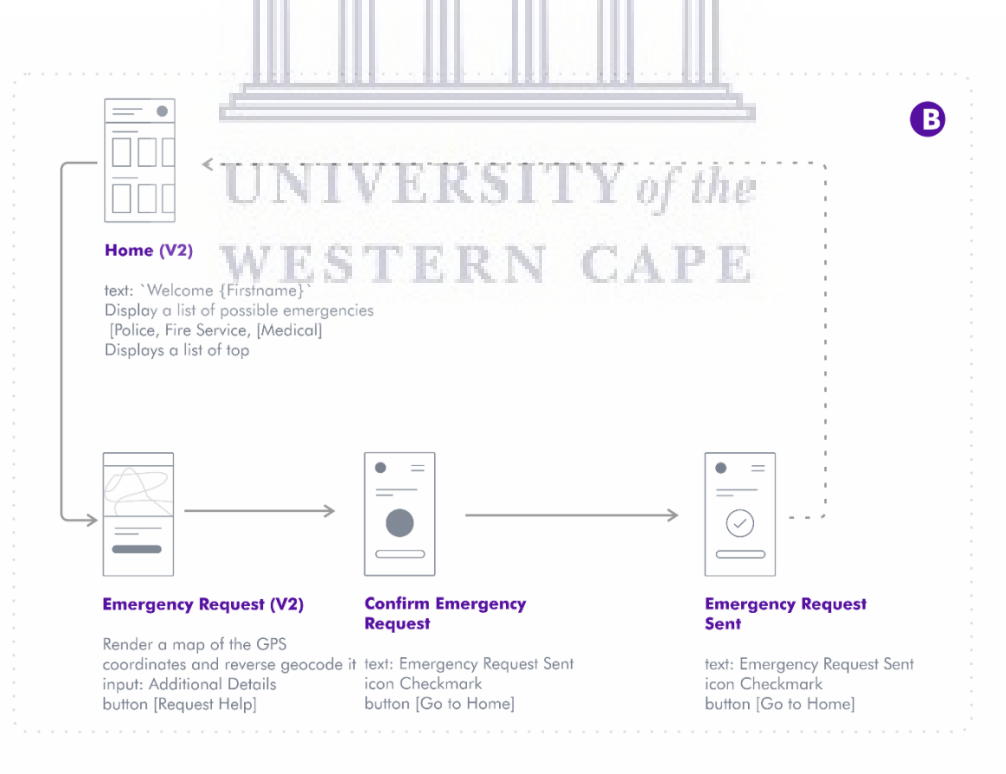 B
UNIVERSITY of the
WESTERN CAPE
Home (V2)
text: `Welcome {Firstname}`
Display a list of possible emergencies
[Police, Fire Service, [Medical]
Displays a list of top
Emergency Request (V2)
Render a map of the GPS
coordinates and reverse geocode it
input: Additional Details
button [Request Help]
Confirm Emergency
Request
text: Emergency Request Sent
icon Checkmark
button [Go to Home]
Emergency Request
Sent
text: Emergency Request Sent
icon Checkmark
button [Go to Home]